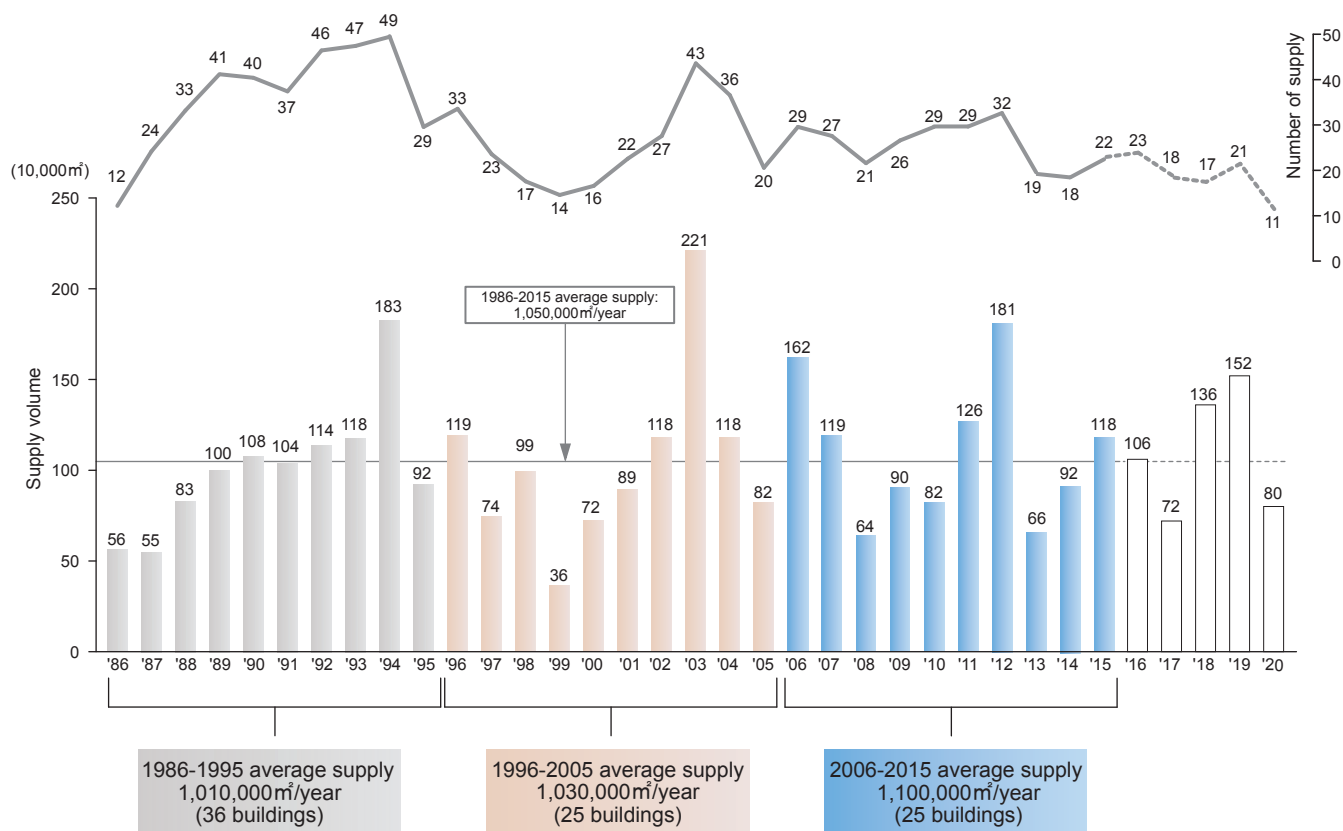 12 24 33 41 40 37 46 47 49 29 33 23 17 14 16 22 27 43 36 20 29 27 21 26 29 29 32 19 18 22 23 18 17 21 11
50
40
30
20
10
0
Number of supply
(10,000㎡)
250
200
150
100
50
0
Supply volume
1986-2015 average supply:
1,050,000㎡/year
56 55 83 100 108 104 114 118 183 92 119 74 99 36 72 89 118 221 118 82 162 119 64 90 82 126 181 66 92 118 106 72 136 152 80
'86 '87 '88 '89 '90 '91 '92 '93 '94 '95 '96 '97 '98 '99 '00 '01 '02 '03 '04 '05 '06 '07 '08 '09 '10 '11 '12 '13 '14 '15 '16 '17 '18 '19 '20
1986-1995 average supply
1,010,000㎡/year
(36 buildings)
1996-2005 average supply
1,030,000㎡/year
(25 buildings)
2006-2015 average supply
1,100,000㎡/year
(25 buildings)